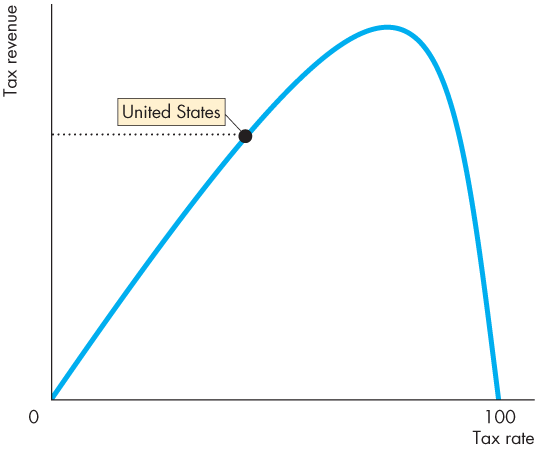 Tax revenue
United States
0
100
Tax rate